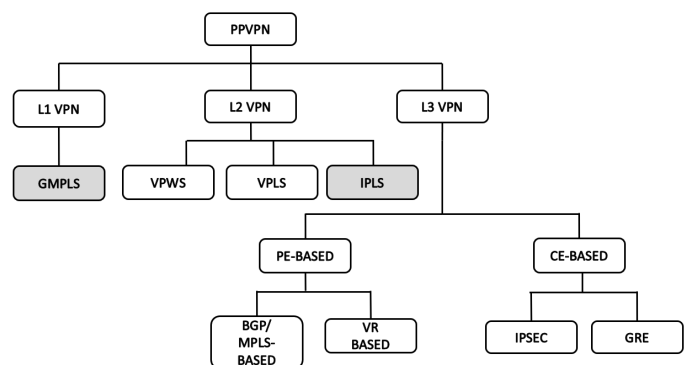 PPVPN
L1 VPN
L2 VPN
L3 VPN
GMPLS
VPWS
VPLS
IPLS
PE-BASED
CE-BASED
BGP/
MPLS-
BASED
VR
BASED
IPSEC
GRE